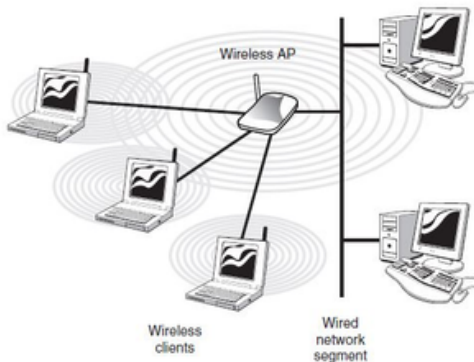 Wireless AP
Wireless
clients
Wired
network
segment